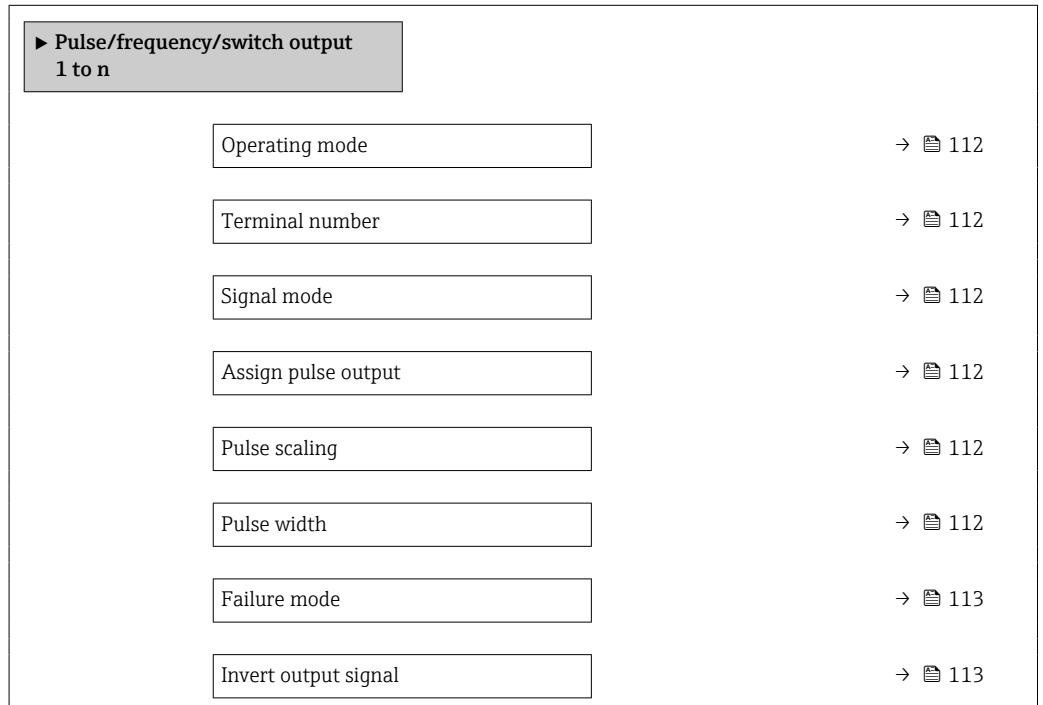 ► Pulse/frequency/switch output
1 to n
Operating mode → 112
Terminal number → 112
Signal mode → 112
Assign pulse output → 112
Pulse scaling → 112
Pulse width → 112
Failure mode → 113
Invert output signal → 113